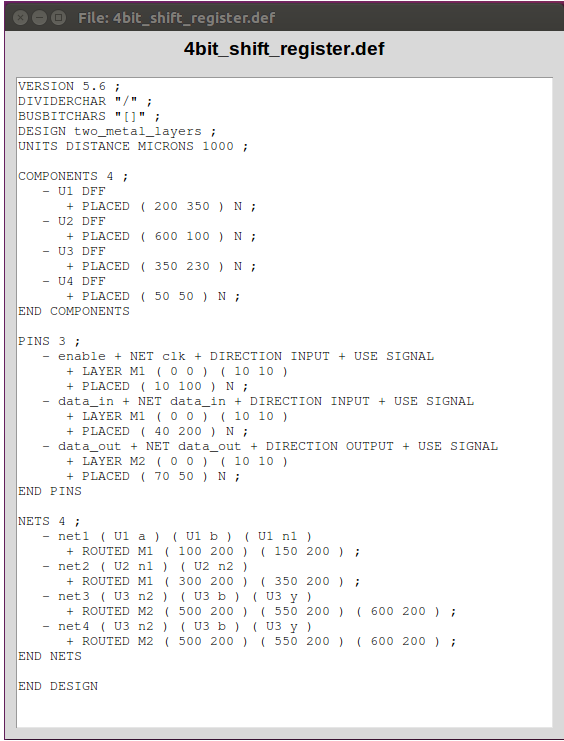 File: 4bit_shift_register.def
4bit_shift_register.def
VERSION 5.6 ;
DIVIDERCHAR "/" ;
BUSBITCHARS "[]" ;
DESIGN two_metal_layers ;
UNITS DISTANCE MICRONS 1000 ;

COMPONENTS 4 ;
   - U1 DFF
      + PLACED ( 200 350 ) N ;
   - U2 DFF
      + PLACED ( 600 100 ) N ;
   - U3 DFF
      + PLACED ( 350 230 ) N ;
   - U4 DFF
      + PLACED ( 50 50 ) N ;
END COMPONENTS

PINS 3 ;
   - enable + NET clk + DIRECTION INPUT + USE SIGNAL
      + LAYER M1 ( 0 0 ) ( 10 10 )
      + PLACED ( 10 100 ) N ;
   - data_in + NET data_in + DIRECTION INPUT + USE SIGNAL
      + LAYER M1 ( 0 0 ) ( 10 10 )
      + PLACED ( 40 200 ) N ;
   - data_out + NET data_out + DIRECTION OUTPUT + USE SIGNAL
      + LAYER M2 ( 0 0 ) ( 10 10 )
      + PLACED ( 70 50 ) N ;
END PINS

NETS 4 ;
   - net1 ( U1 a ) ( U1 b ) ( U1 n1 )
      + ROUTED M1 ( 100 200 ) ( 150 200 ) ;
   - net2 ( U2 n1 ) ( U2 n2 )
      + ROUTED M1 ( 300 200 ) ( 350 200 ) ;
   - net3 ( U3 n2 ) ( U3 b ) ( U3 y )
      + ROUTED M2 ( 500 200 ) ( 550 200 ) ( 600 200 ) ;
   - net4 ( U3 n2 ) ( U3 b ) ( U3 y )
      + ROUTED M2 ( 500 200 ) ( 550 200 ) ( 600 200 ) ;
END NETS

END DESIGN